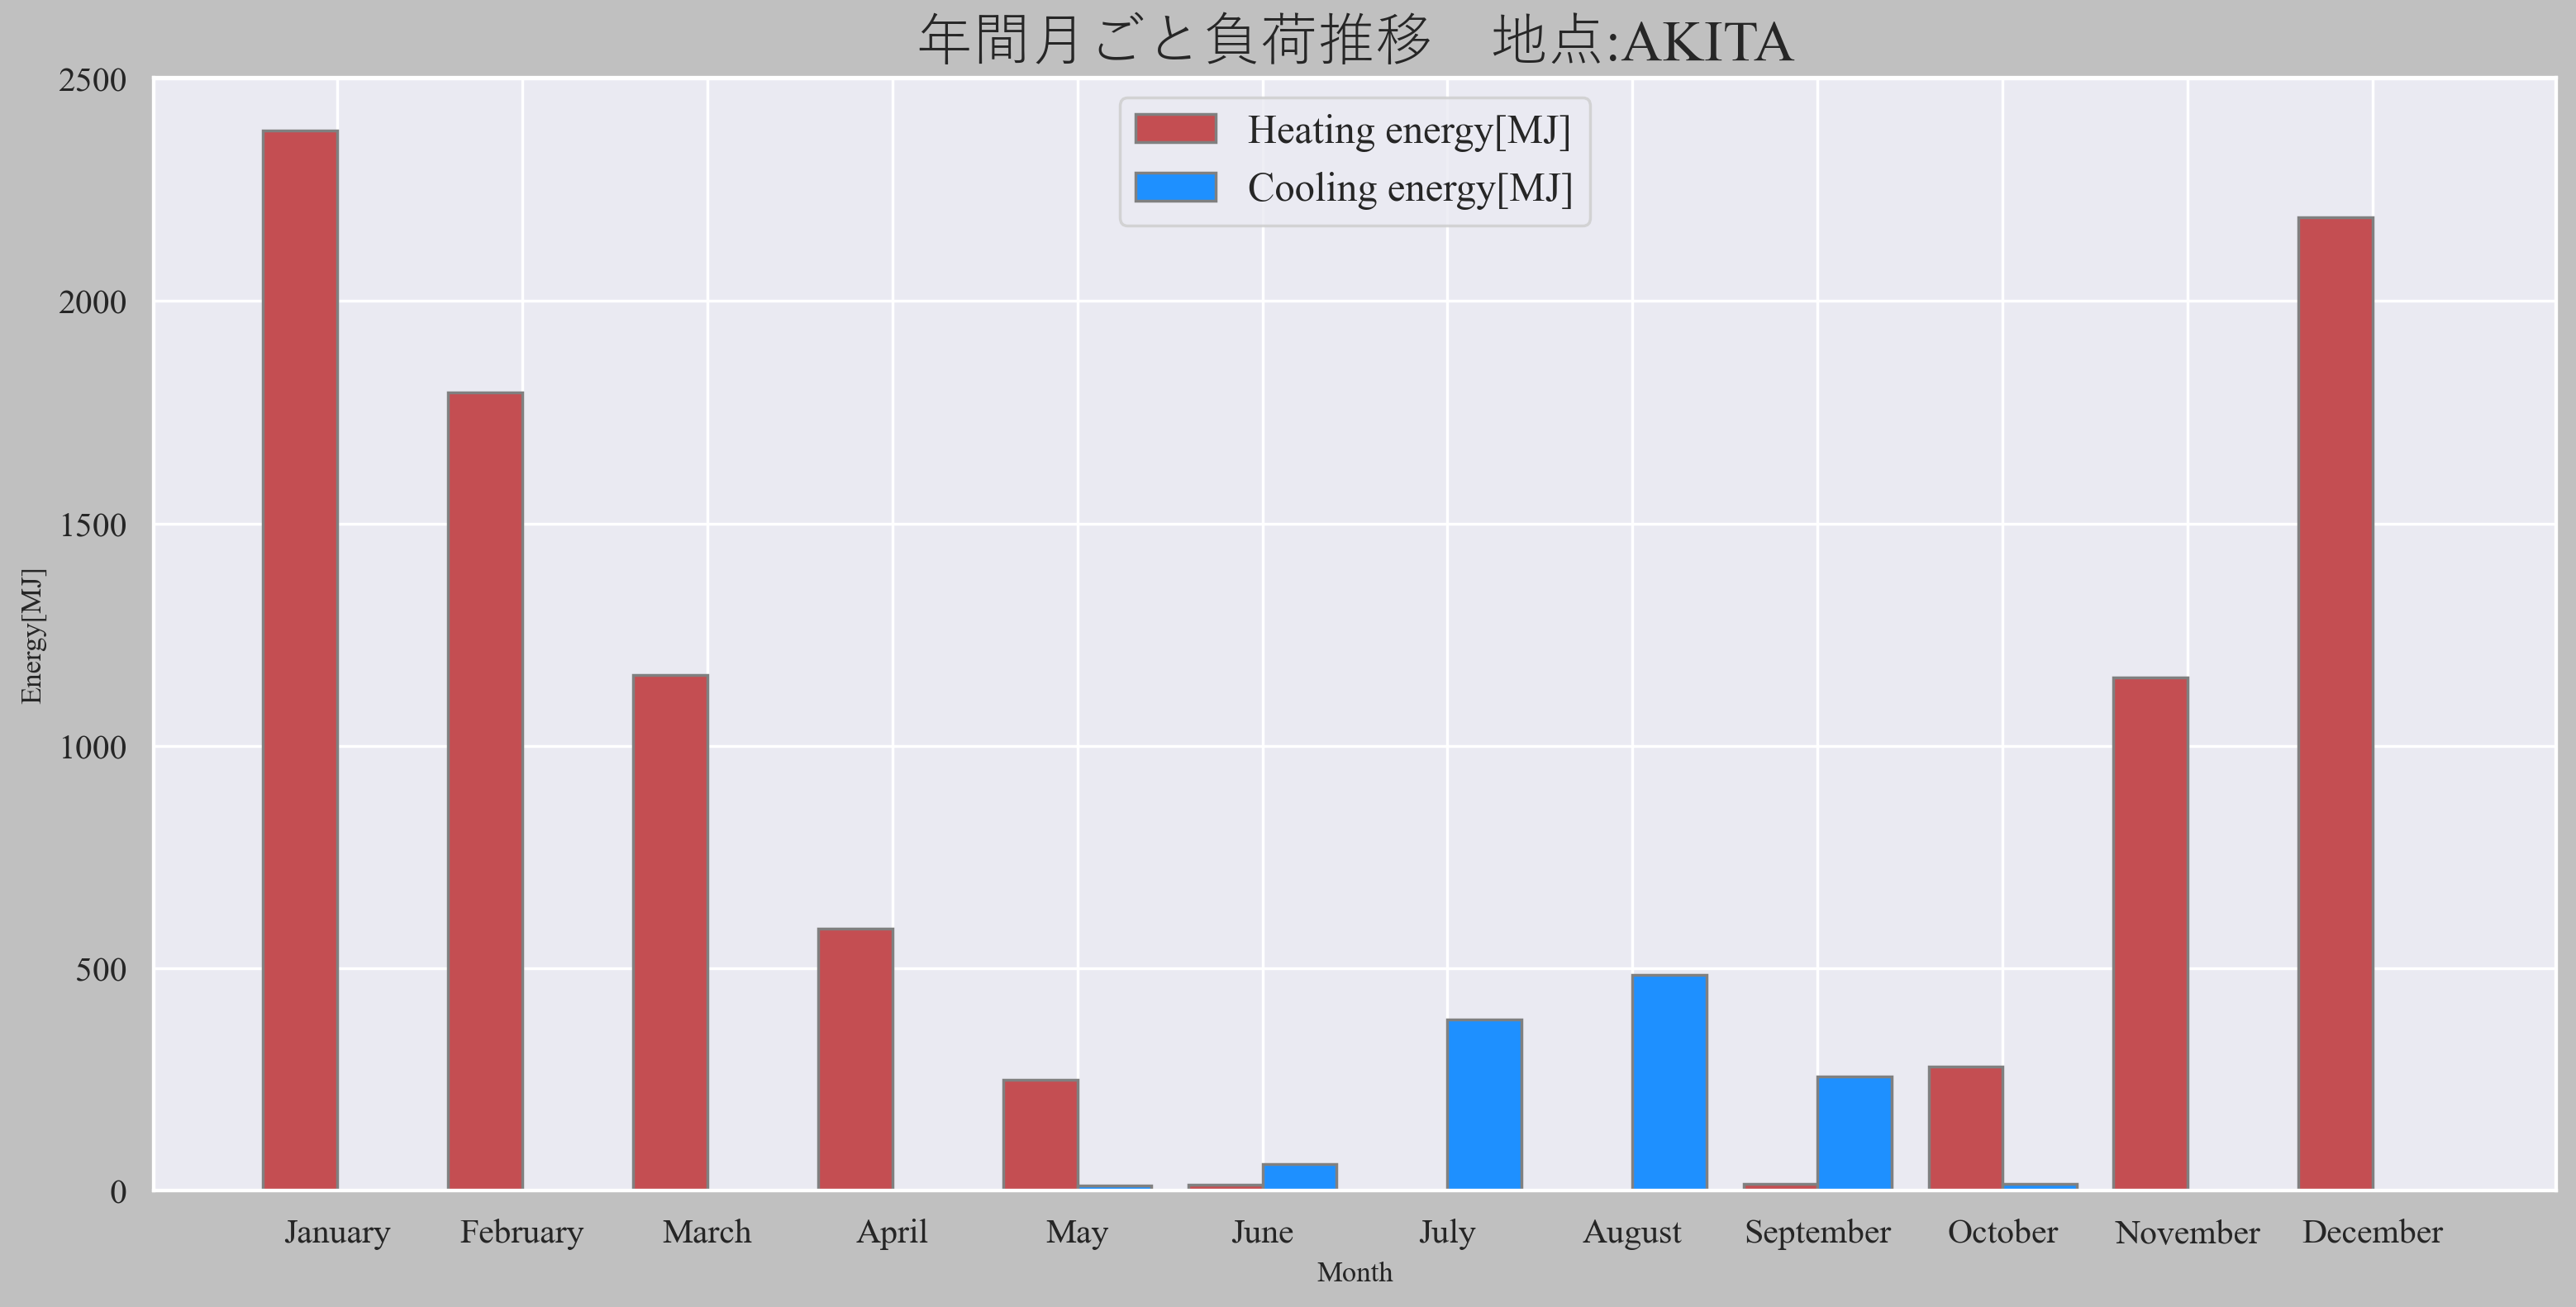 年間月ごと負荷推移　地点:AKITA
Heating energy[MJ]
Cooling energy[MJ]
2500
2000
1500
1000
500
0
Energy[MJ]
January February March April May June July August September October November December
Month